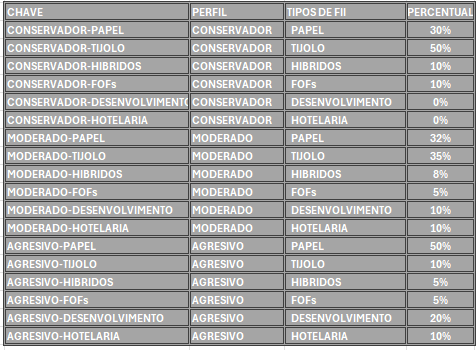 CHAVE PERFIL TIPOS DE FII PERCENTUAL
CONSERVADOR-PAPEL CONSERVADOR PAPEL 30%
CONSERVADOR-TIJOLO CONSERVADOR TIJOLO 50%
CONSERVADOR-HIBRIDOS CONSERVADOR HIBRIDOS 10%
CONSERVADOR-FOFs CONSERVADOR FOFs 10%
CONSERVADOR-DESENVOLVIMENTO CONSERVADOR DESENVOLVIMENTO 0%
CONSERVADOR-HOTELARIA CONSERVADOR HOTELARIA 0%
MODERADO-PAPEL MODERADO PAPEL 32%
MODERADO-TIJOLO MODERADO TIJOLO 35%
MODERADO-HIBRIDOS MODERADO HIBRIDOS 8%
MODERADO-FOFs MODERADO FOFs 5%
MODERADO-DESENVOLVIMENTO MODERADO DESENVOLVIMENTO 10%
MODERADO-HOTELARIA MODERADO HOTELARIA 10%
AGRESIVO-PAPEL AGRESIVO PAPEL 50%
AGRESIVO-TIJOLO AGRESIVO TIJOLO 10%
AGRESIVO-HIBRIDOS AGRESIVO HIBRIDOS 5%
AGRESIVO-FOFs AGRESIVO FOFs 5%
AGRESIVO-DESENVOLVIMENTO AGRESIVO DESENVOLVIMENTO 20%
AGRESIVO-HOTELARIA AGRESIVO HOTELARIA 10%